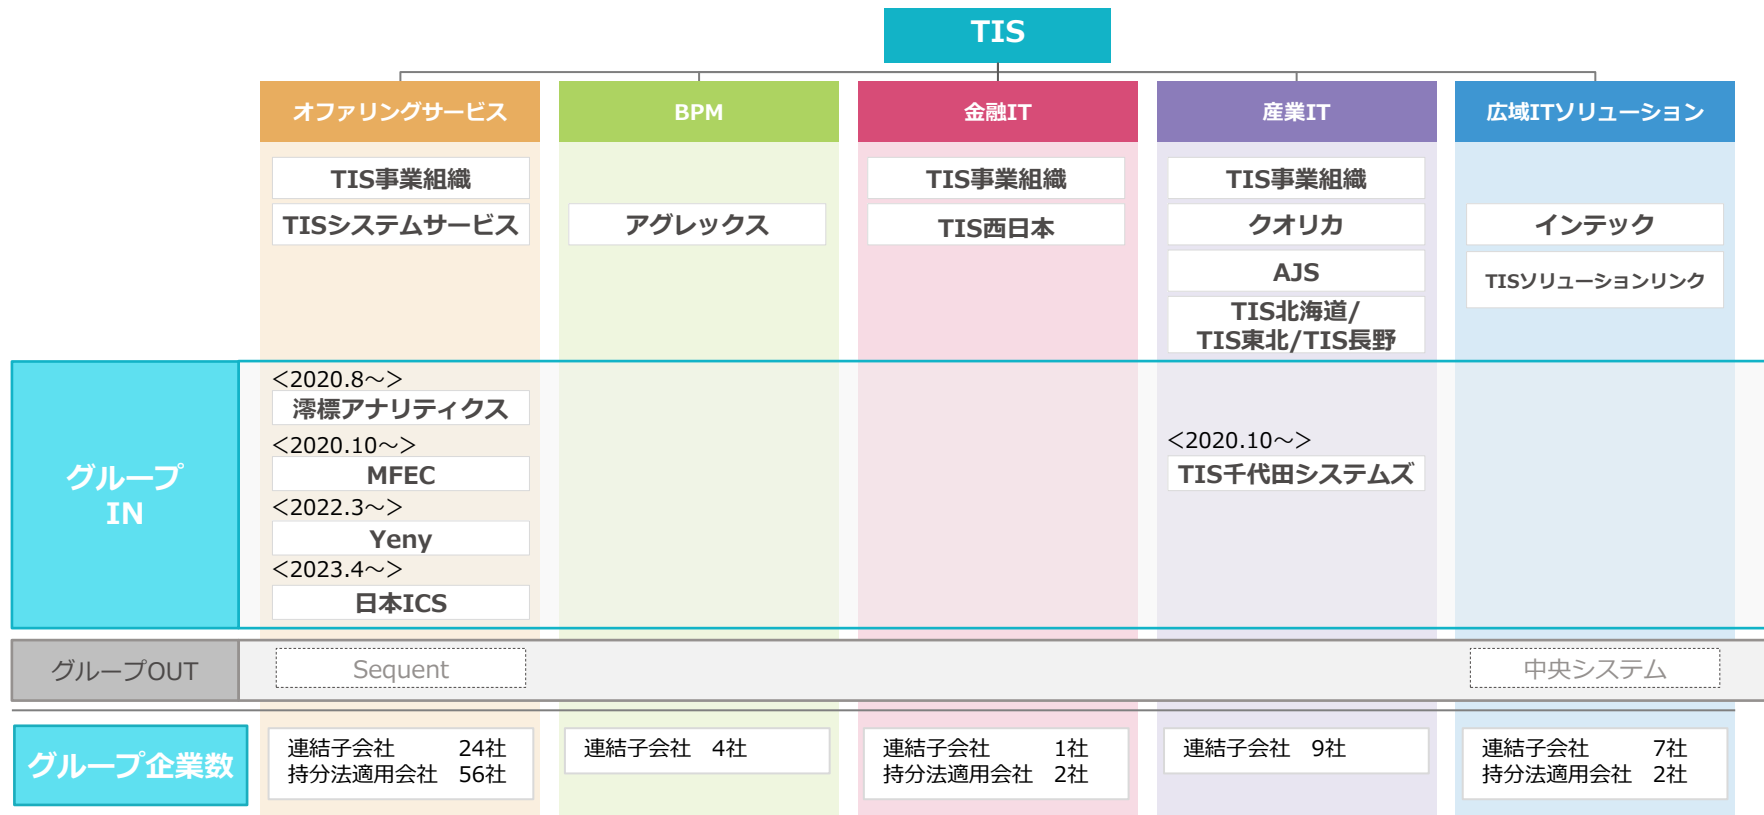 TIS
オファリングサービス
BPM
金融IT
産業IT
広域ITソリューション
TIS事業組織
TISシステムサービス
アグレックス
TIS事業組織
TIS西日本
TIS事業組織
クオリカ
AJS
TIS北海道/
TIS東北/TIS長野
インテック
TISソリューションリンク
グループ
IN
＜2020.8～＞
澪標アナリティクス
＜2020.10～＞
MFEC
＜2022.3～＞
Yeny
＜2023.4～＞
日本ICS
＜2020.10～＞
TIS千代田システムズ
グループOUT
Sequent
中央システム
グループ企業数
連結子会社 24社
持分法適用会社 56社
連結子会社 4社
連結子会社 1社
持分法適用会社 2社
連結子会社 9社
連結子会社 7社
持分法適用会社 2社